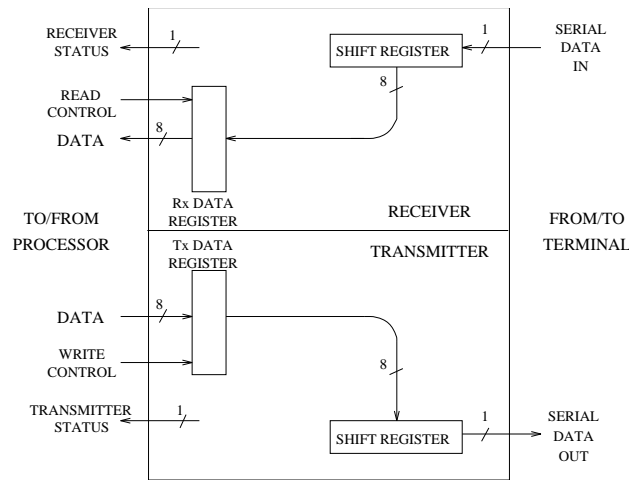 RECEIVER
STATUS
1
SHIFT REGISTER
1
SERIAL
DATA
IN
READ
CONTROL
8
DATA
8
Rx DATA
REGISTER
RECEIVER
TO/FROM
PROCESSOR
FROM/TO
TERMINAL
Tx DATA
REGISTER
TRANSMITTER
DATA
8
WRITE
CONTROL
8
TRANSMITTER
STATUS
1
SHIFT REGISTER
1
SERIAL
DATA
OUT